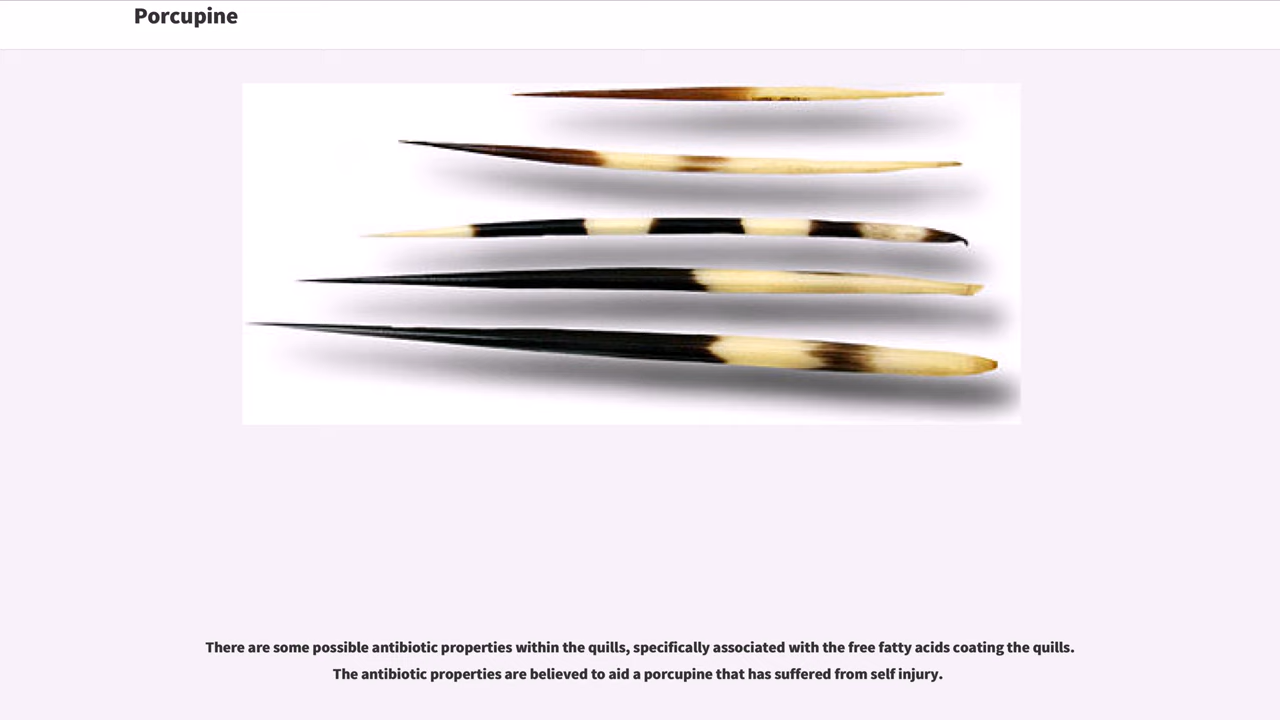 Porcupine
There are some possible antibiotic properties within the quills, specifically associated with the free fatty acids coating the quills.
The antibiotic properties are believed to aid a porcupine that has suffered from self injury.